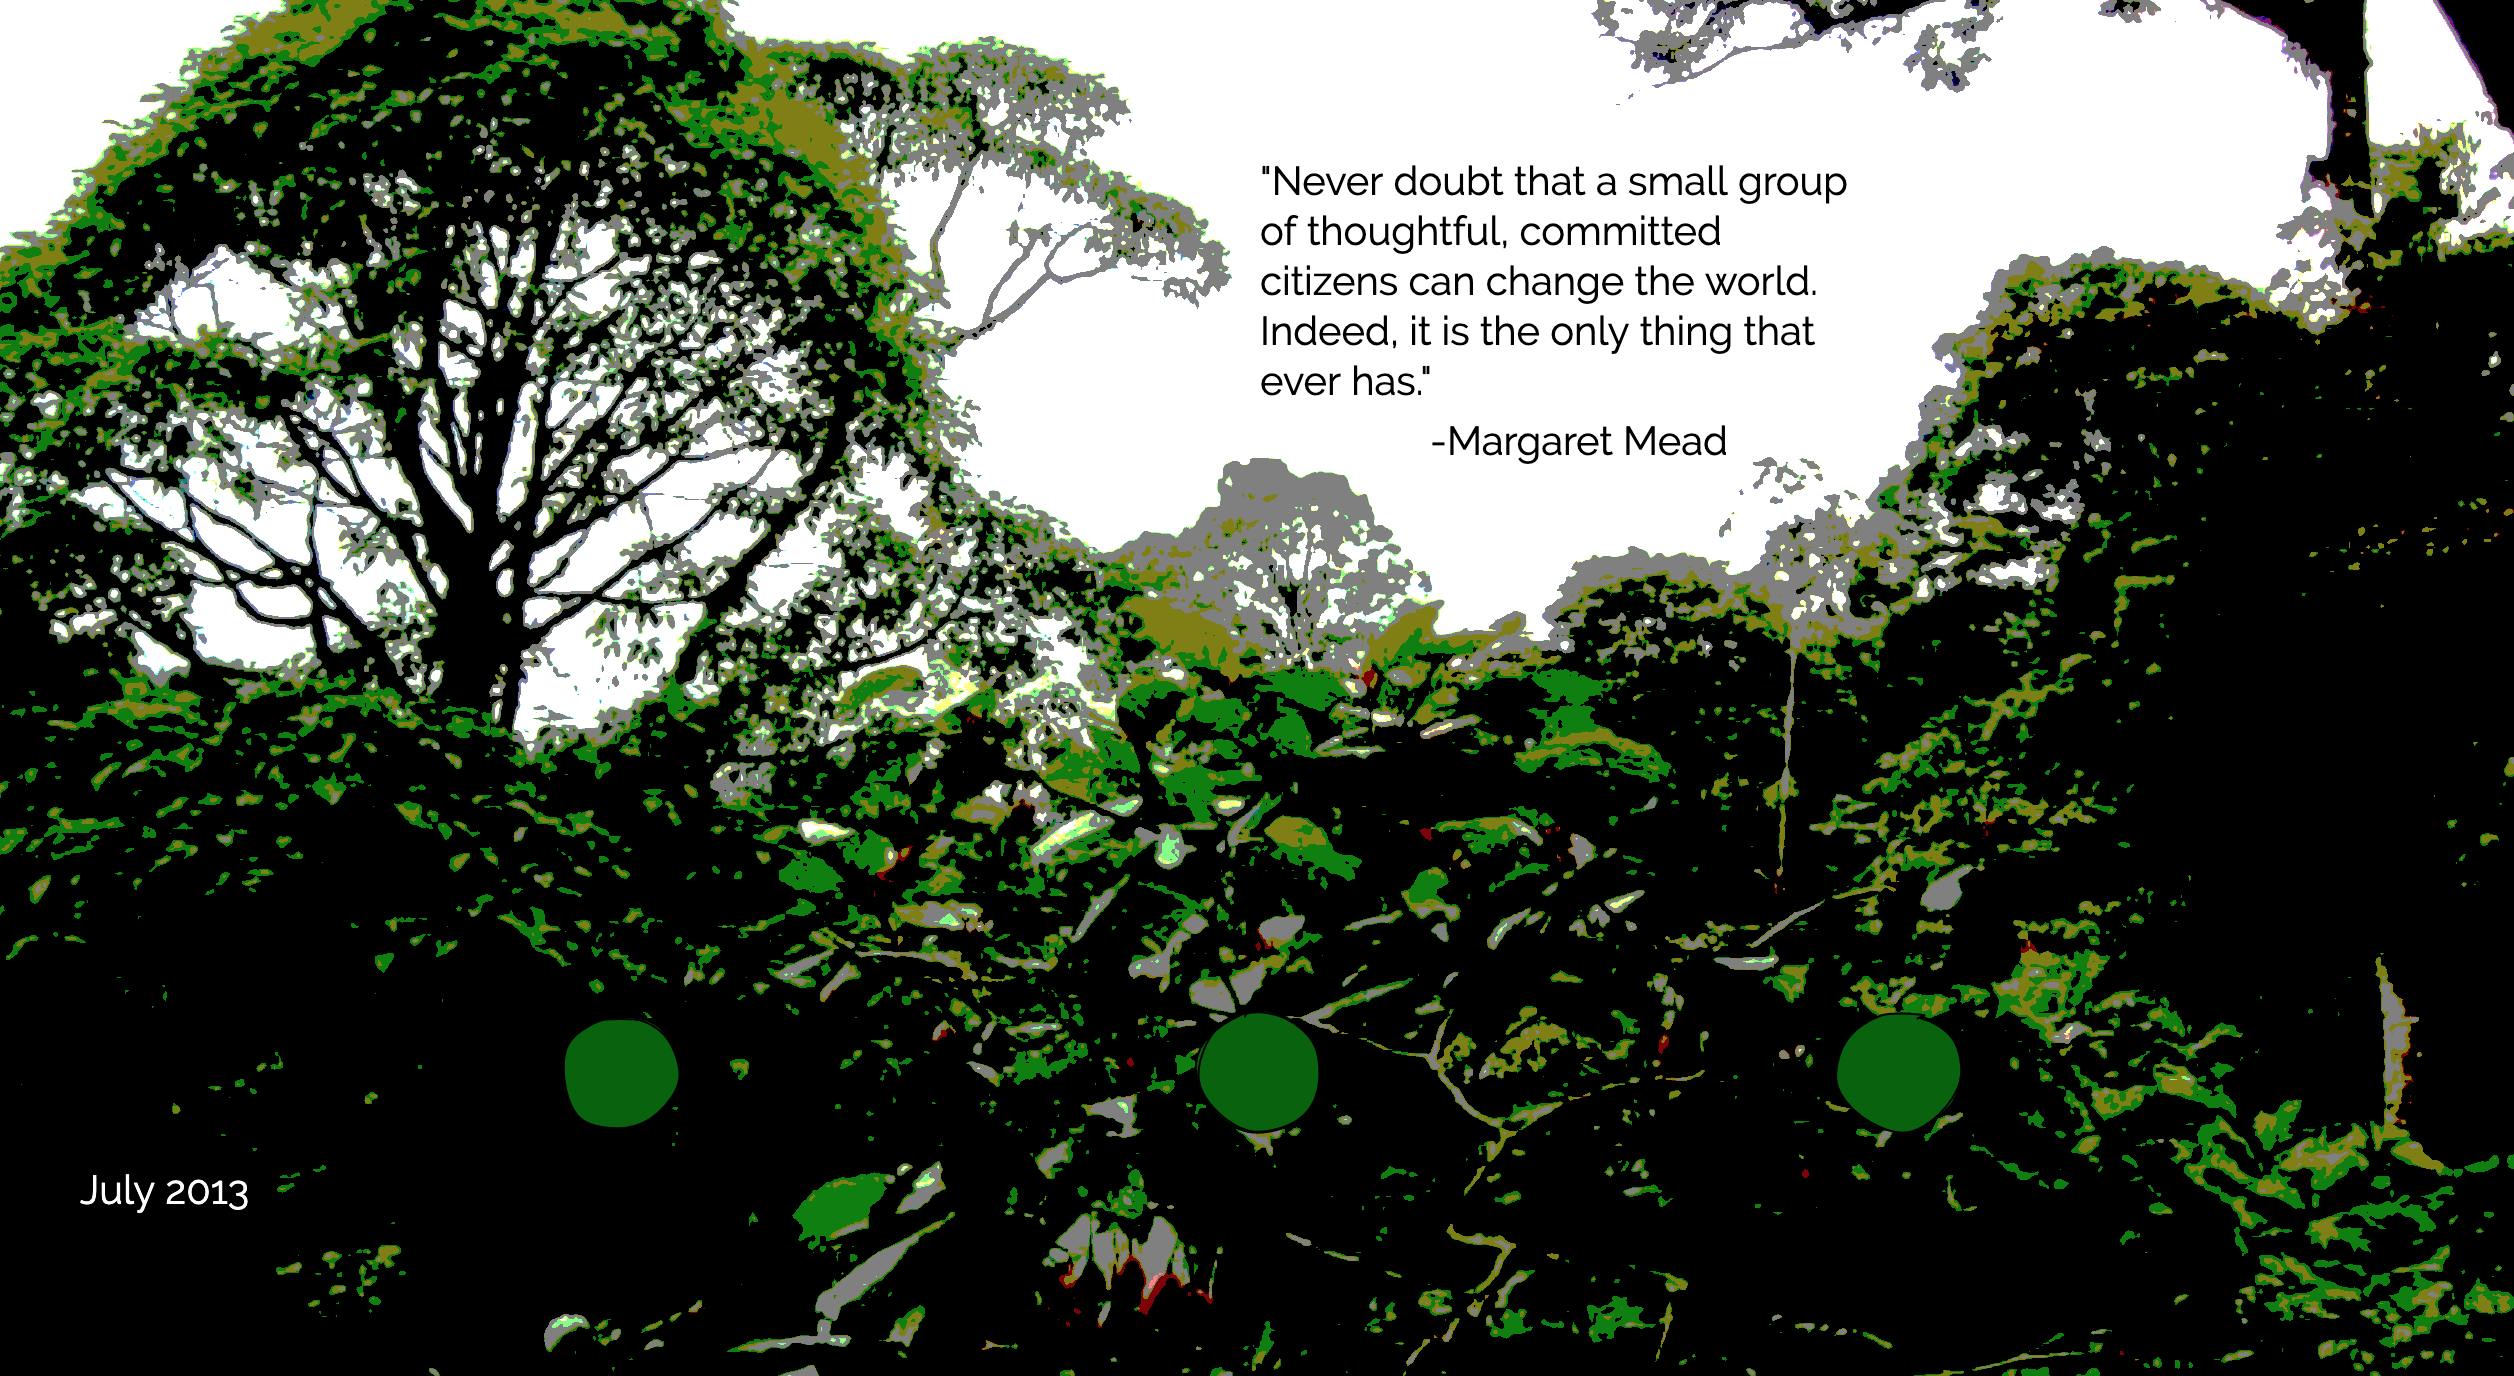 "Never doubt that a small group
of thoughtful, committed
citizens can change the world.
Indeed, it is the only thing that
ever has."
-Margaret Mead
July 2013